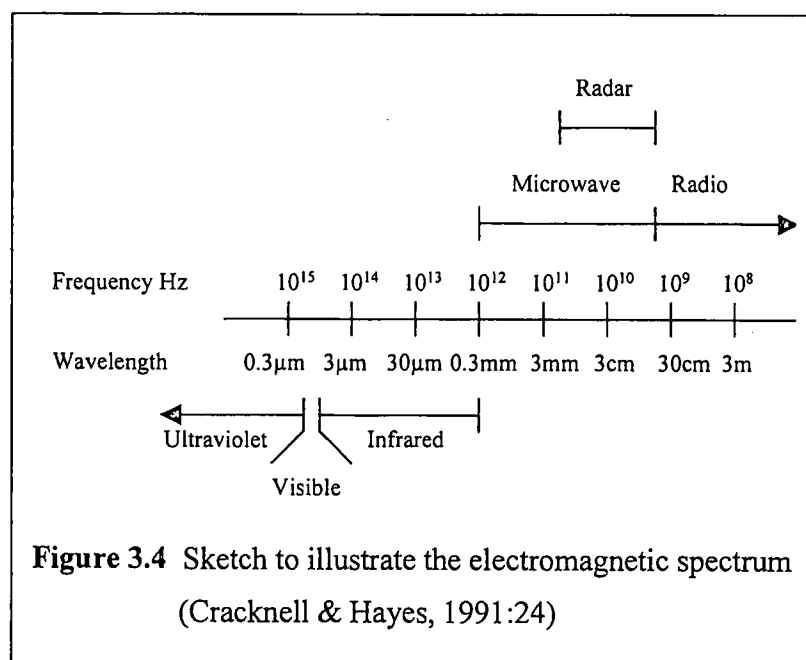 Radar
Microwave Radio
Frequency Hz 10¹⁵ 10¹⁴ 10¹³ 10¹² 10¹¹ 10¹⁰ 10⁹ 10⁸
Wavelength 0.3μm 3μm 30μm 0.3mm 3mm 3cm 30cm 3m
Ultraviolet Infrared
Visible
Figure 3.4 Sketch to illustrate the electromagnetic spectrum
(Cracknell & Hayes, 1991:24)